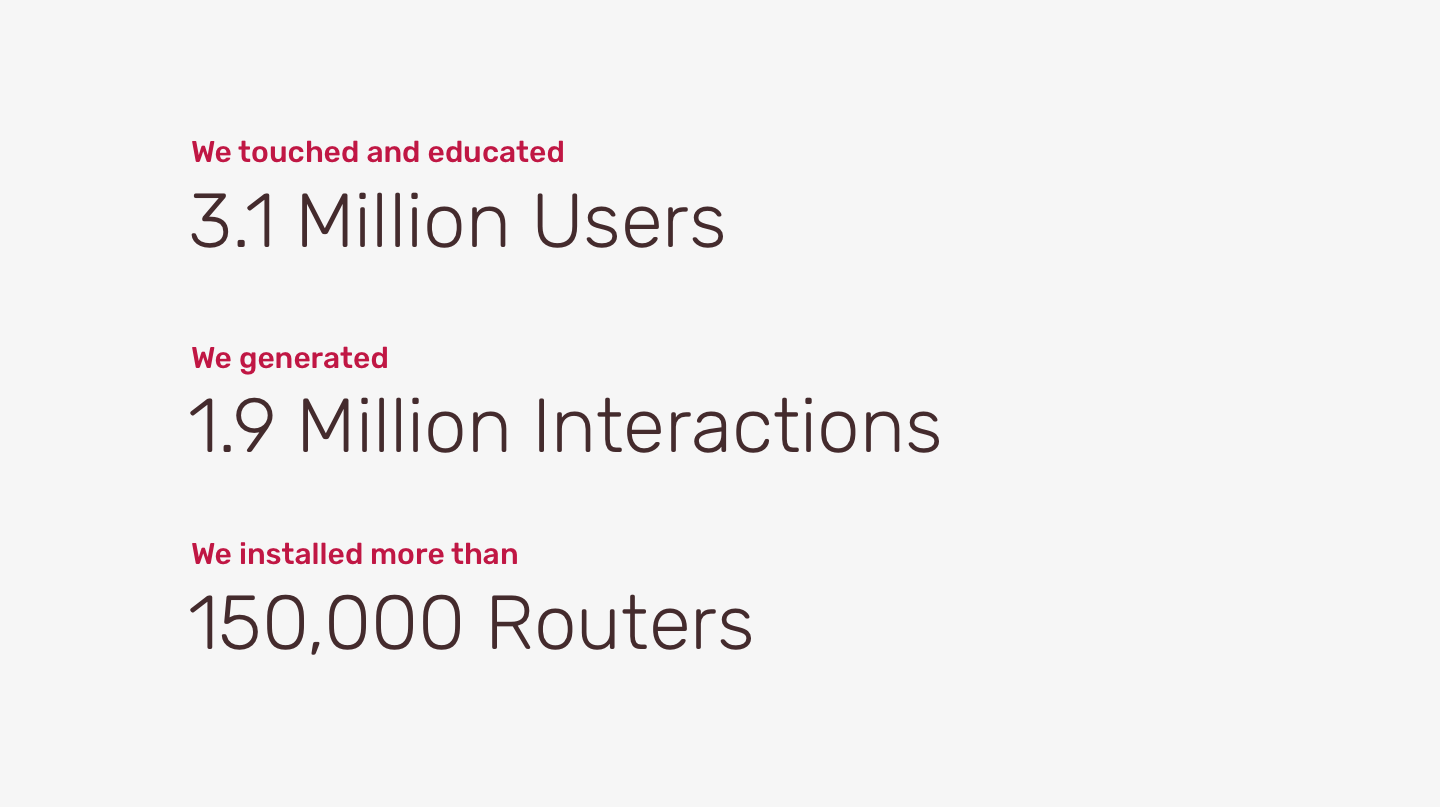 We touched and educated
3.1 Million Users
We generated
1.9 Million Interactions
We installed more than
150,000 Routers